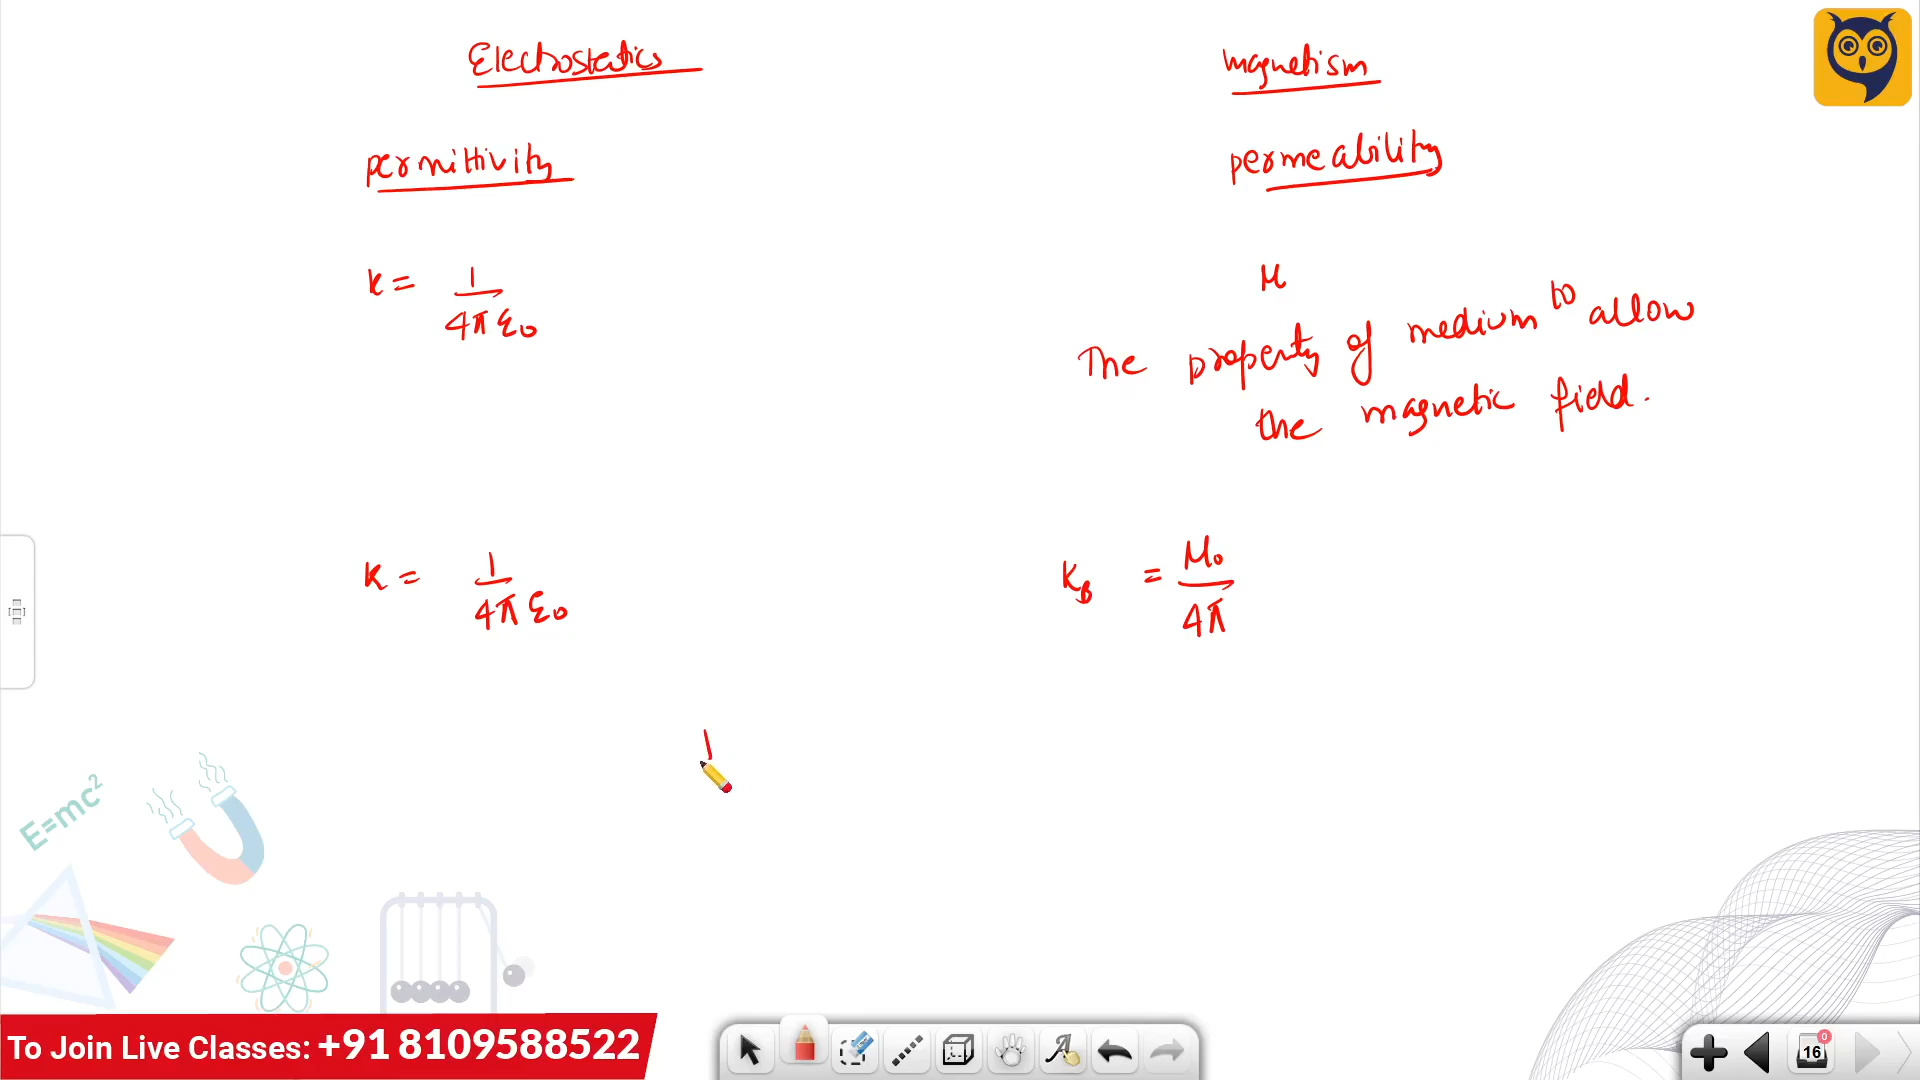 Electrostatics
magnetism
permittivity
permeability
k = 1/4πε₀
μ
The property of medium to allow
the magnetic field.
k = 1/4πε₀
K_B = μ₀/4π
E=mc²
To Join Live Classes: +91 8109588522
16
0